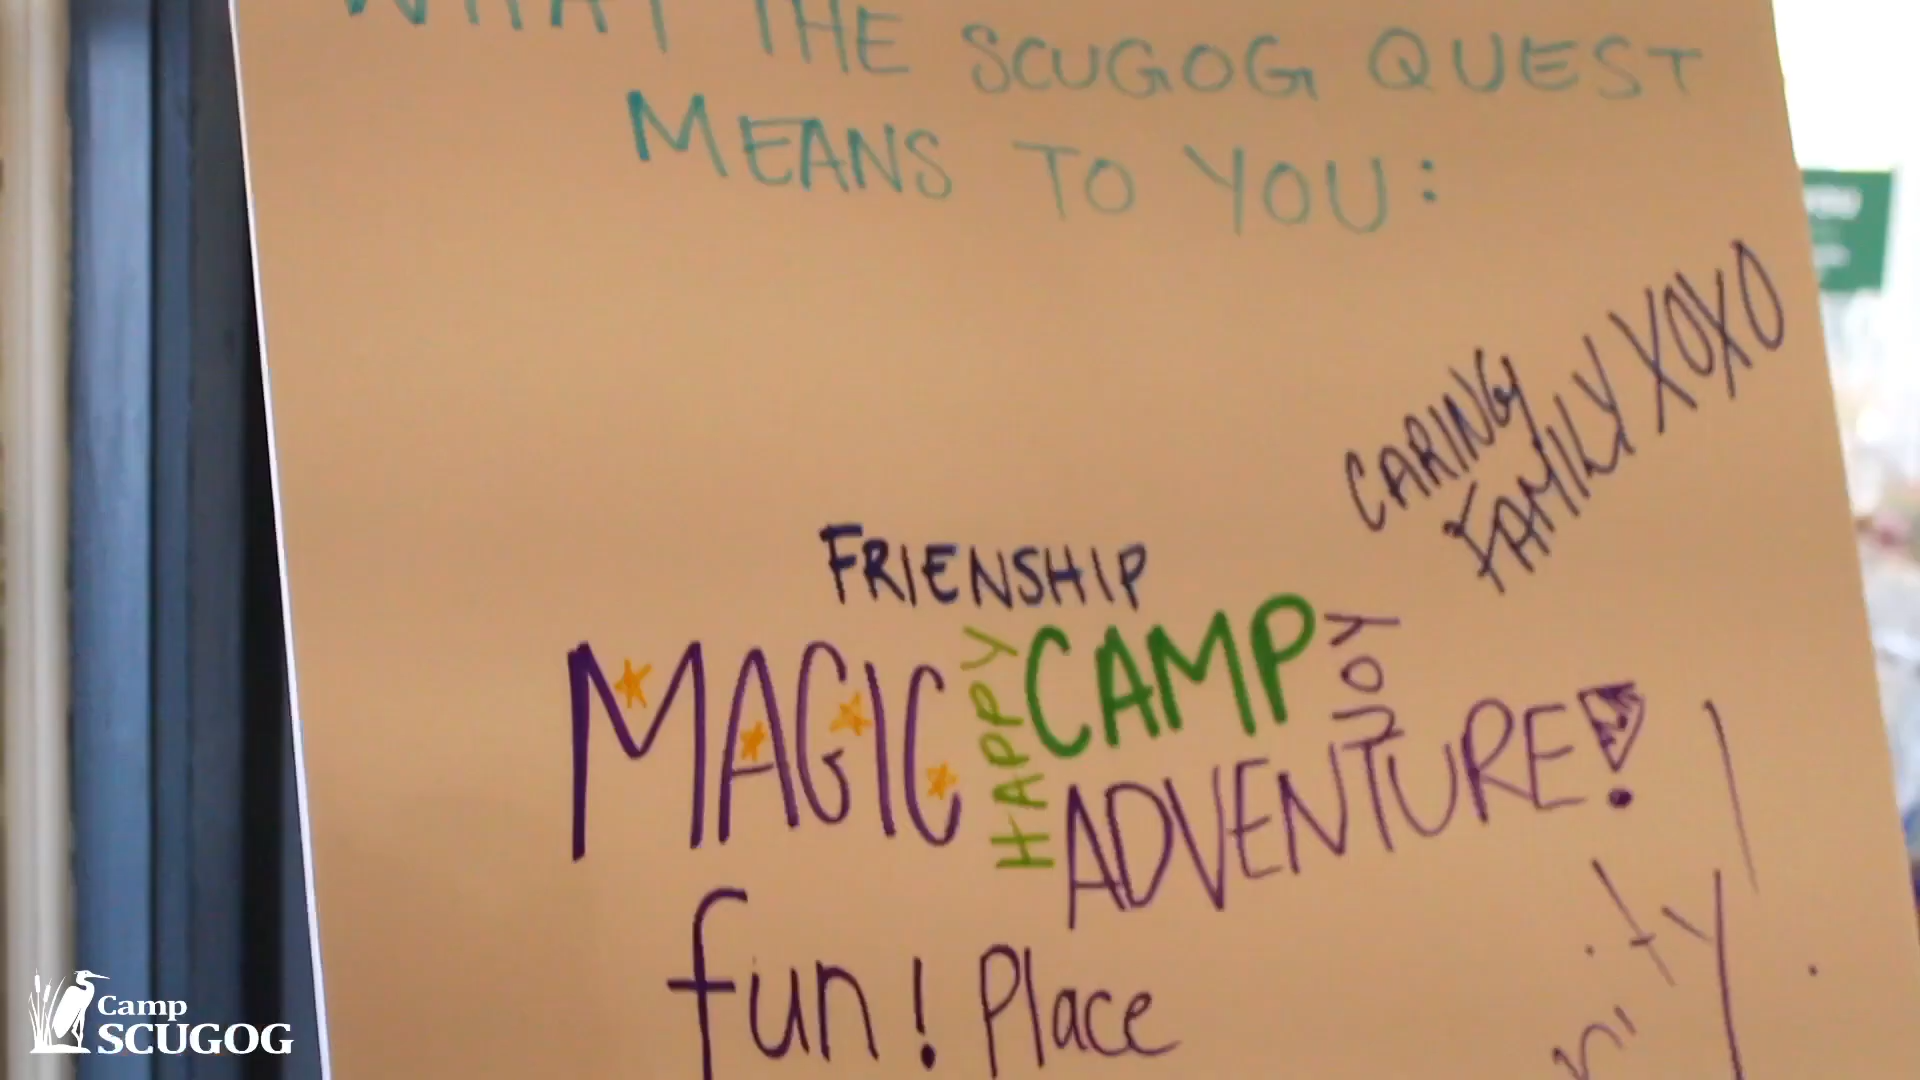 WHAT THE SCUGOG QUEST
MEANS TO YOU:
CARING
FAMILY XOXO
FRIENSHIP
MAGIC
HAPPY
CAMP
JOY
ADVENTURE!
fun! Place
Camp
SCUGOG